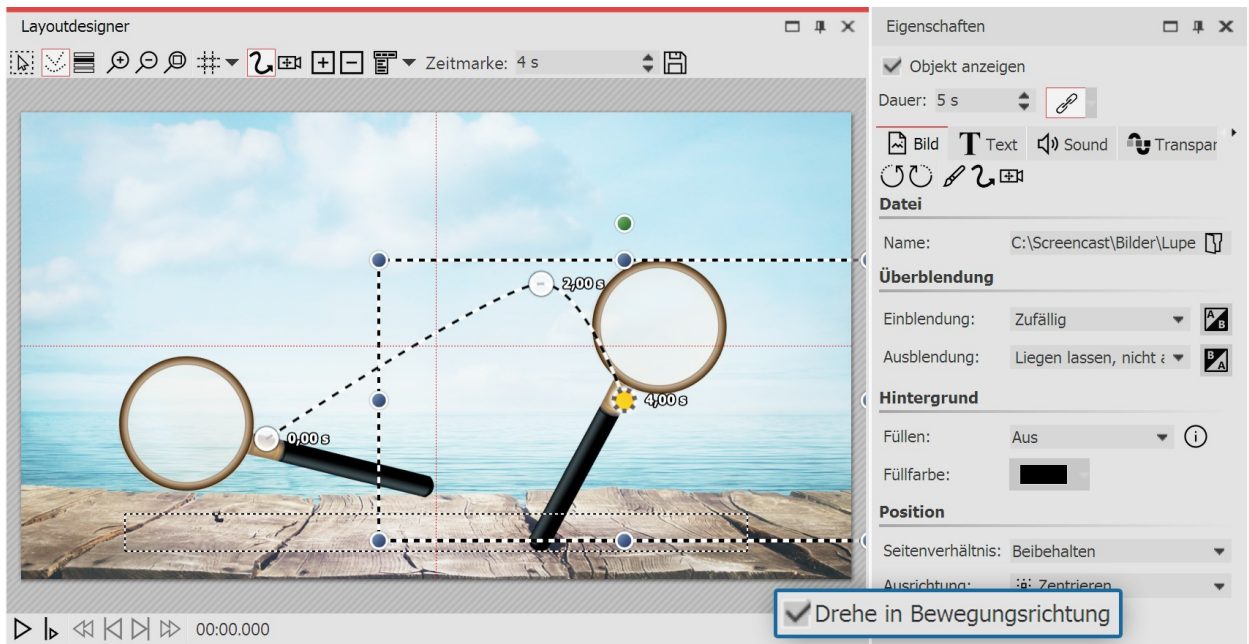 Layoutdesigner
Zeitmarke: 4 s
2,00 s
4,00 s
0,00 s
00:00.000
Eigenschaften
Objekt anzeigen
Dauer: 5 s
Bild T Text Sound Transpar
Datei
Name: C:\Screencast\Bilder\Lupe
Überblendung
Einblendung: Zufällig A B
Ausblendung: Liegen lassen, nicht a B A
Hintergrund
Füllen: Aus i
Füllfarbe:
Position
Seitenverhältnis: Beibehalten
Ausrichtung: Zentrieren
Drehe in Bewegungsrichtung